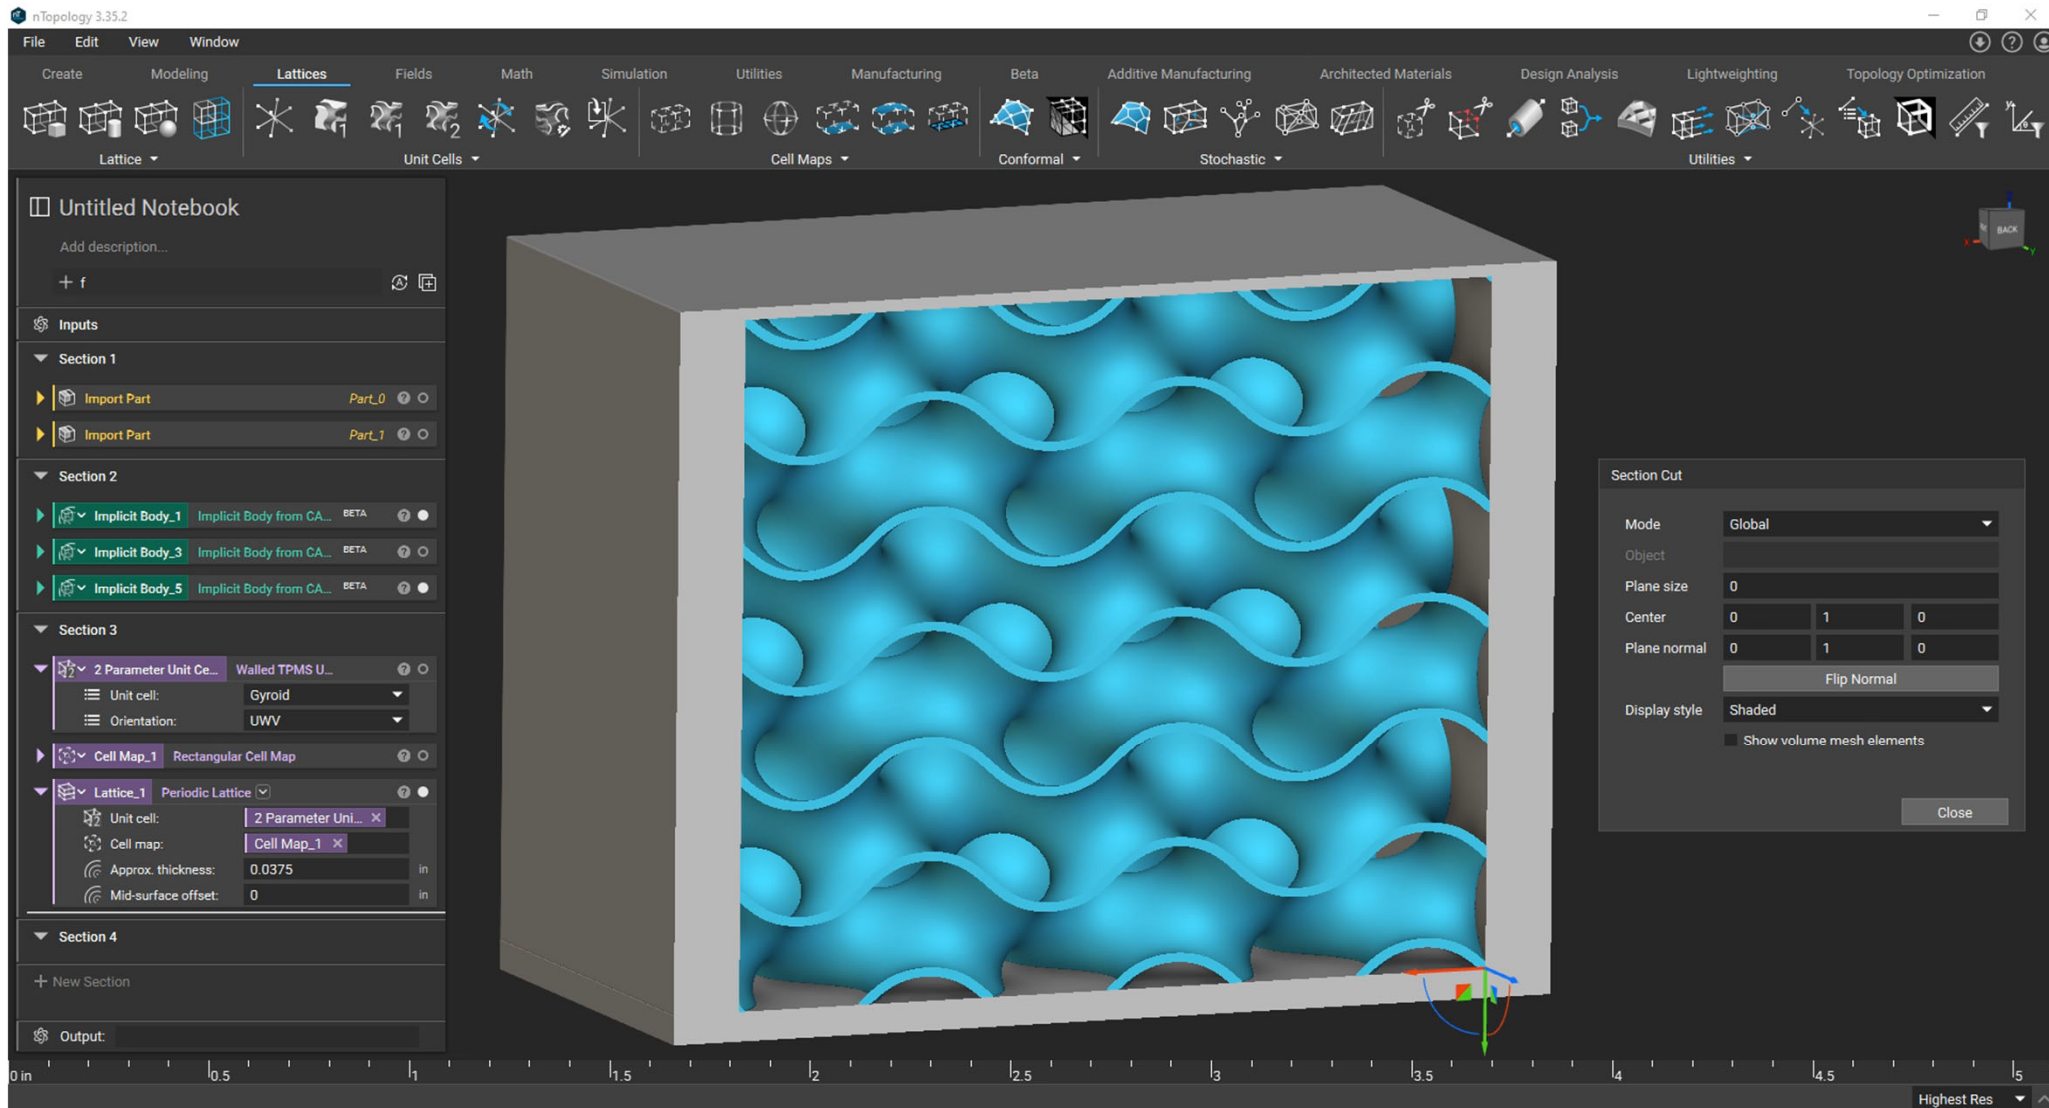 nTopology 3.35.2
File Edit View Window
Create Modeling Lattices Fields Math Simulation Utilities Manufacturing Beta Additive Manufacturing Architected Materials Design Analysis Lightweighting Topology Optimization
Lattice Unit Cells Cell Maps Conformal Stochastic Utilities
Untitled Notebook
Add description...
f
Inputs
Section 1
Import Part Part_0
Import Part Part_1
Section 2
Implicit Body_1 Implicit Body from CA... BETA
Implicit Body_3 Implicit Body from CA... BETA
Implicit Body_5 Implicit Body from CA... BETA
Section 3
2 Parameter Unit Ce... Walled TPMS U...
Unit cell: Gyroid
Orientation: UWV
Cell Map_1 Rectangular Cell Map
Lattice_1 Periodic Lattice
Unit cell: 2 Parameter Uni...
Cell map: Cell Map_1
Approx. thickness: 0.0375 in
Mid-surface offset: 0 in
Section 4
New Section
Output:
BACK
X Y
Section Cut
Mode Global
Object
Plane size 0
Center 0 1 0
Plane normal 0 1 0
Flip Normal
Display style Shaded
Show volume mesh elements
Close
0 in 0.5 1 1.5 2 2.5 3 3.5 4 4.5 5
Highest Res